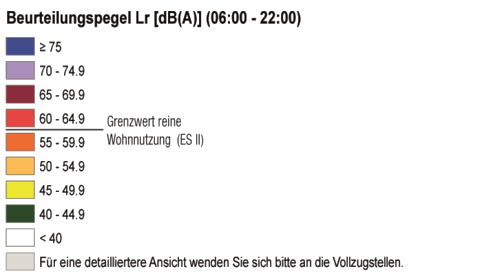 Beurteilungspegel Lr [dB(A)] (06:00 - 22:00)
≥ 75
70 - 74.9
65 - 69.9
60 - 64.9
Grenzwert reine
Wohnnutzung (ES II)
55 - 59.9
50 - 54.9
45 - 49.9
40 - 44.9
< 40
Für eine detailliertere Ansicht wenden Sie sich bitte an die Vollzugstellen.